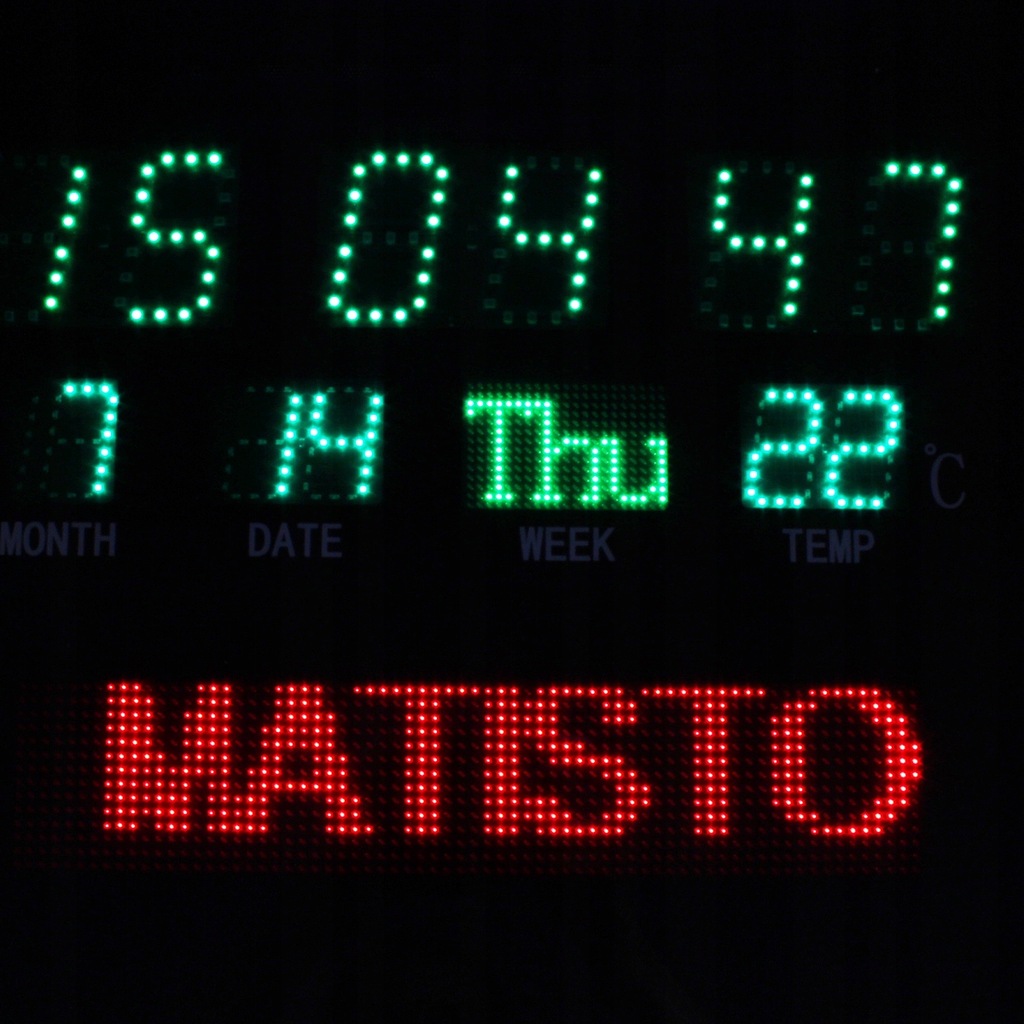 15 04 47
7 14 Thu 22 °C
MONTH DATE WEEK TEMP
MATISTO